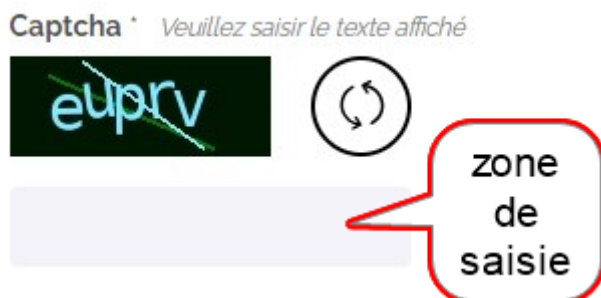 Captcha * Veuillez saisir le texte affiché
euprv
zone
de
saisie